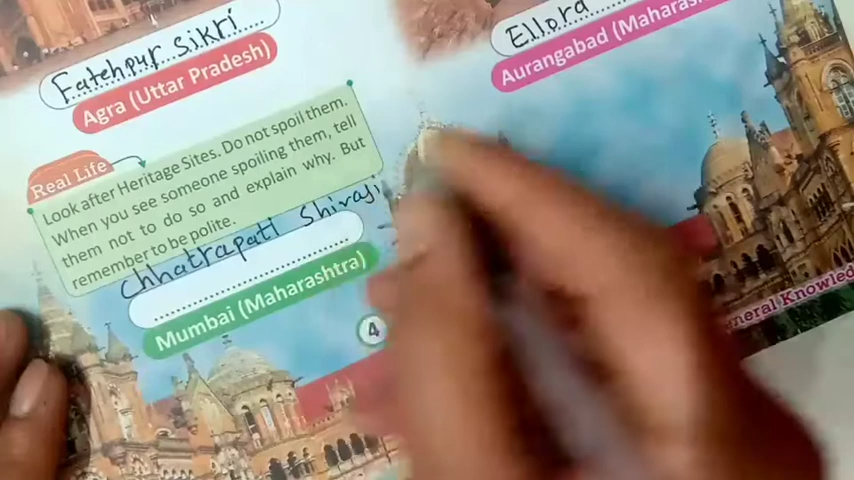 Fatehpur sikri
Agra (Uttar Pradesh)
Ellora
Aurangabad (Maharas
Real Life
Look after Heritage Sites. Do not spoil them.
When you see someone spoiling them, tell
them not to do so and explain why. But
remember to be polite.
Chhatrapati Shivaji
Mumbai (Maharashtra)
4
General Knowled